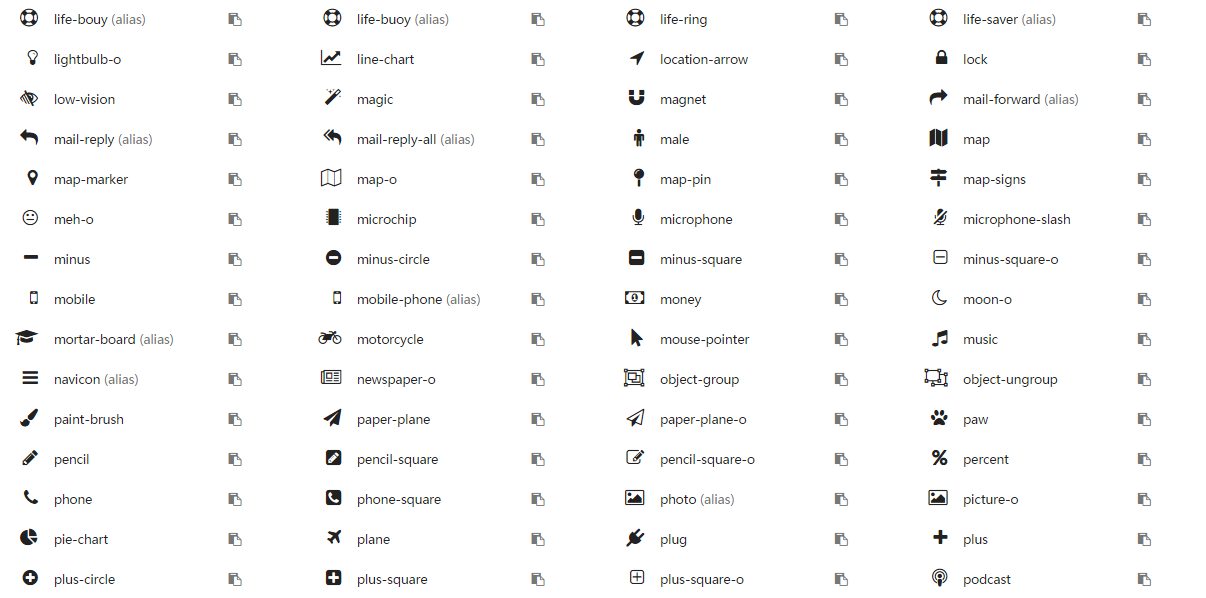 life-bouy (alias) life-buoy (alias) life-ring life-saver (alias)
lightbulb-o line-chart location-arrow lock
low-vision magic magnet mail-forward (alias)
mail-reply (alias) mail-reply-all (alias) male map
map-marker map-o map-pin map-signs
meh-o microchip microphone microphone-slash
minus minus-circle minus-square minus-square-o
mobile mobile-phone (alias) money moon-o
mortar-board (alias) motorcycle mouse-pointer music
navicon (alias) newspaper-o object-group object-ungroup
paint-brush paper-plane paper-plane-o paw
pencil pencil-square pencil-square-o percent
phone phone-square photo (alias) picture-o
pie-chart plane plug plus
plus-circle plus-square plus-square-o podcast